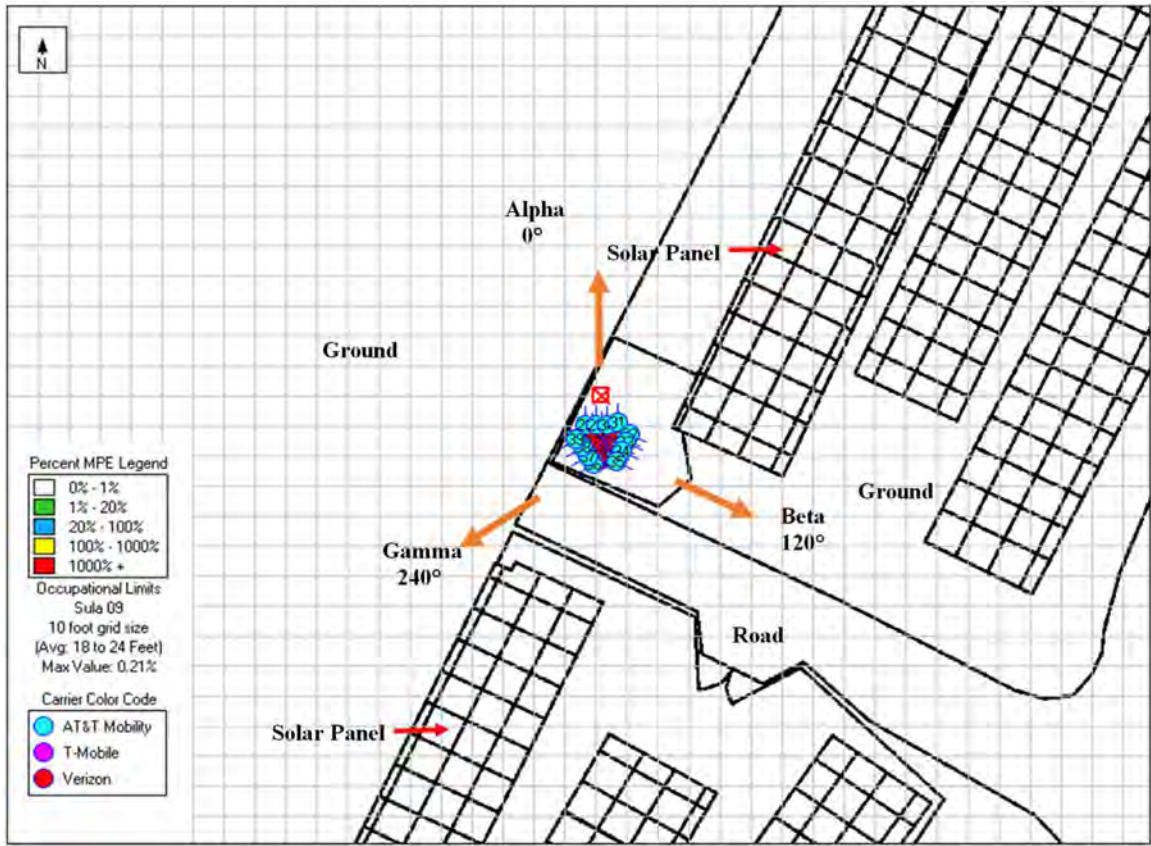 N
Alpha
0°
Solar Panel
Ground
31
Percent MPE Legend
0% - 1%
1% - 20%
20% - 100%
100% - 1000%
1000% +
Occupational Limits
Sula 09
10 foot grid size
(Avg: 18 to 24 Feet)
Max Value: 0.21%
Ground
Beta
120°
Gamma
240°
Road
Carrier Color Code
AT&T Mobility
T-Mobile
Verizon
Solar Panel